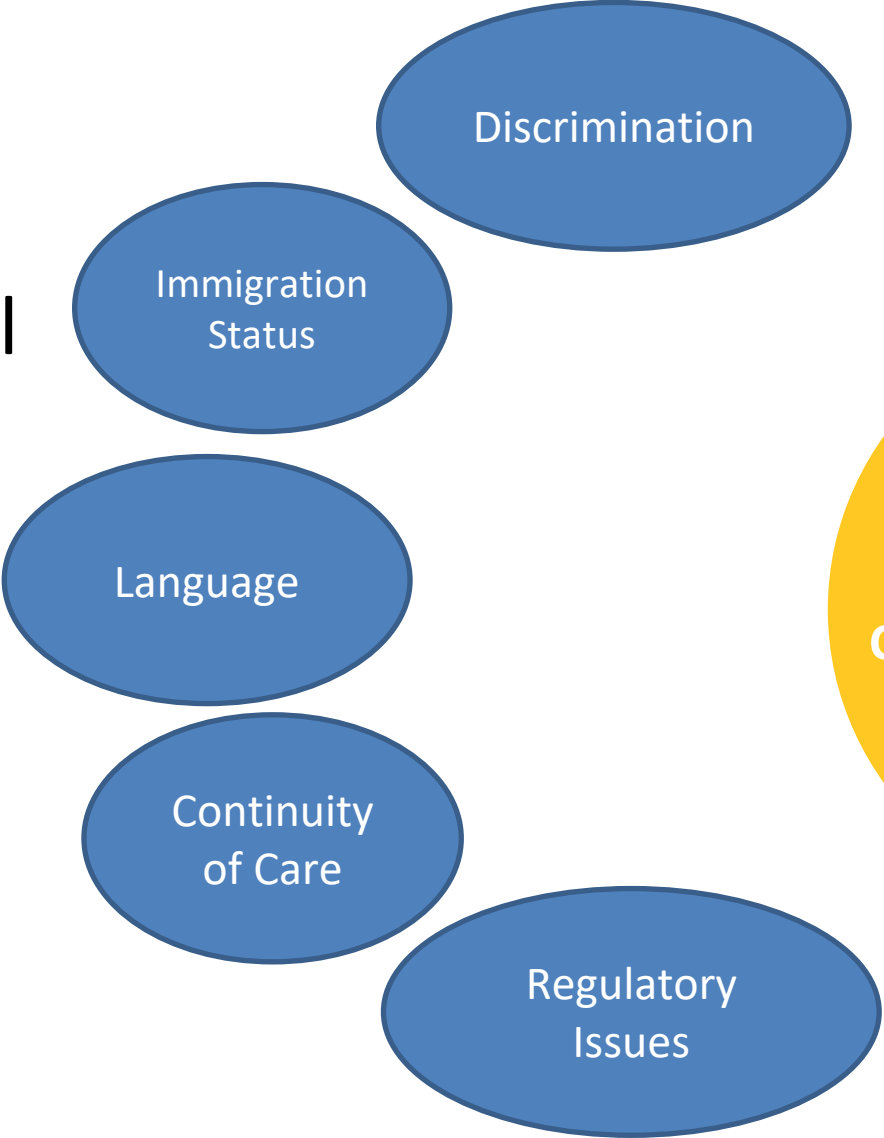 Discrimination
Immigration
Status
Language
Continuity
of Care
Regulatory
Issues